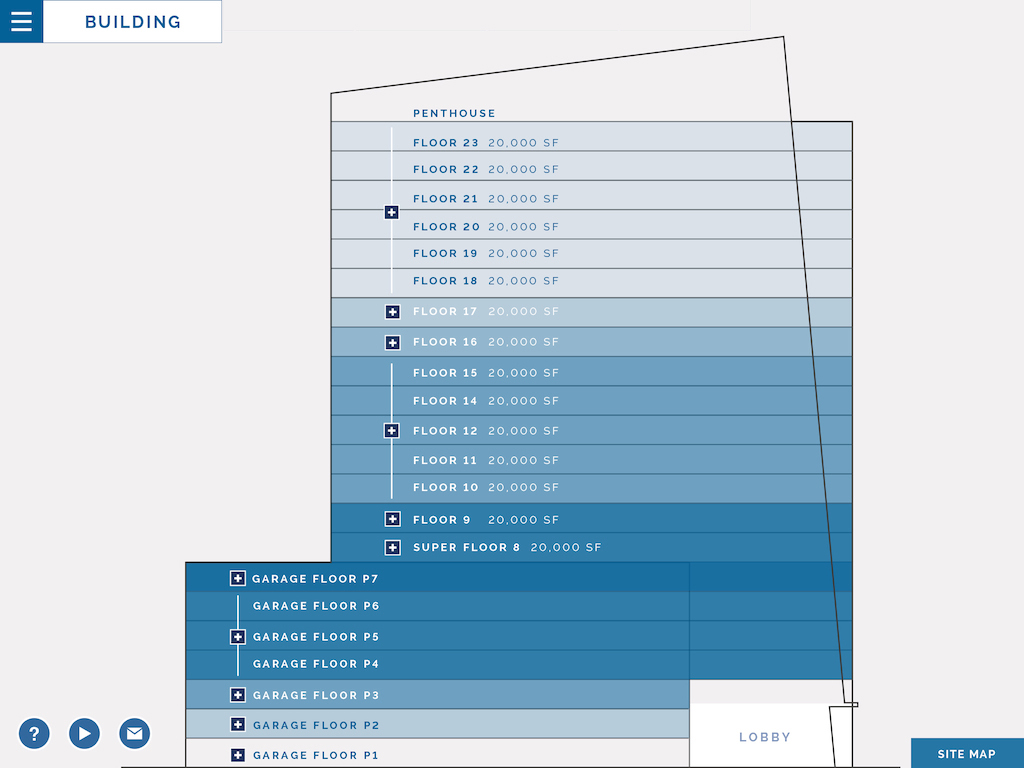 BUILDING
PENTHOUSE
FLOOR 23 20,000 SF
FLOOR 22 20,000 SF
FLOOR 21 20,000 SF
FLOOR 20 20,000 SF
FLOOR 19 20,000 SF
FLOOR 18 20,000 SF
FLOOR 17 20,000 SF
FLOOR 16 20,000 SF
FLOOR 15 20,000 SF
FLOOR 14 20,000 SF
FLOOR 12 20,000 SF
FLOOR 11 20,000 SF
FLOOR 10 20,000 SF
FLOOR 9 20,000 SF
SUPER FLOOR 8 20,000 SF
GARAGE FLOOR P7
GARAGE FLOOR P6
GARAGE FLOOR P5
GARAGE FLOOR P4
GARAGE FLOOR P3
GARAGE FLOOR P2
GARAGE FLOOR P1
LOBBY
?
SITE MAP